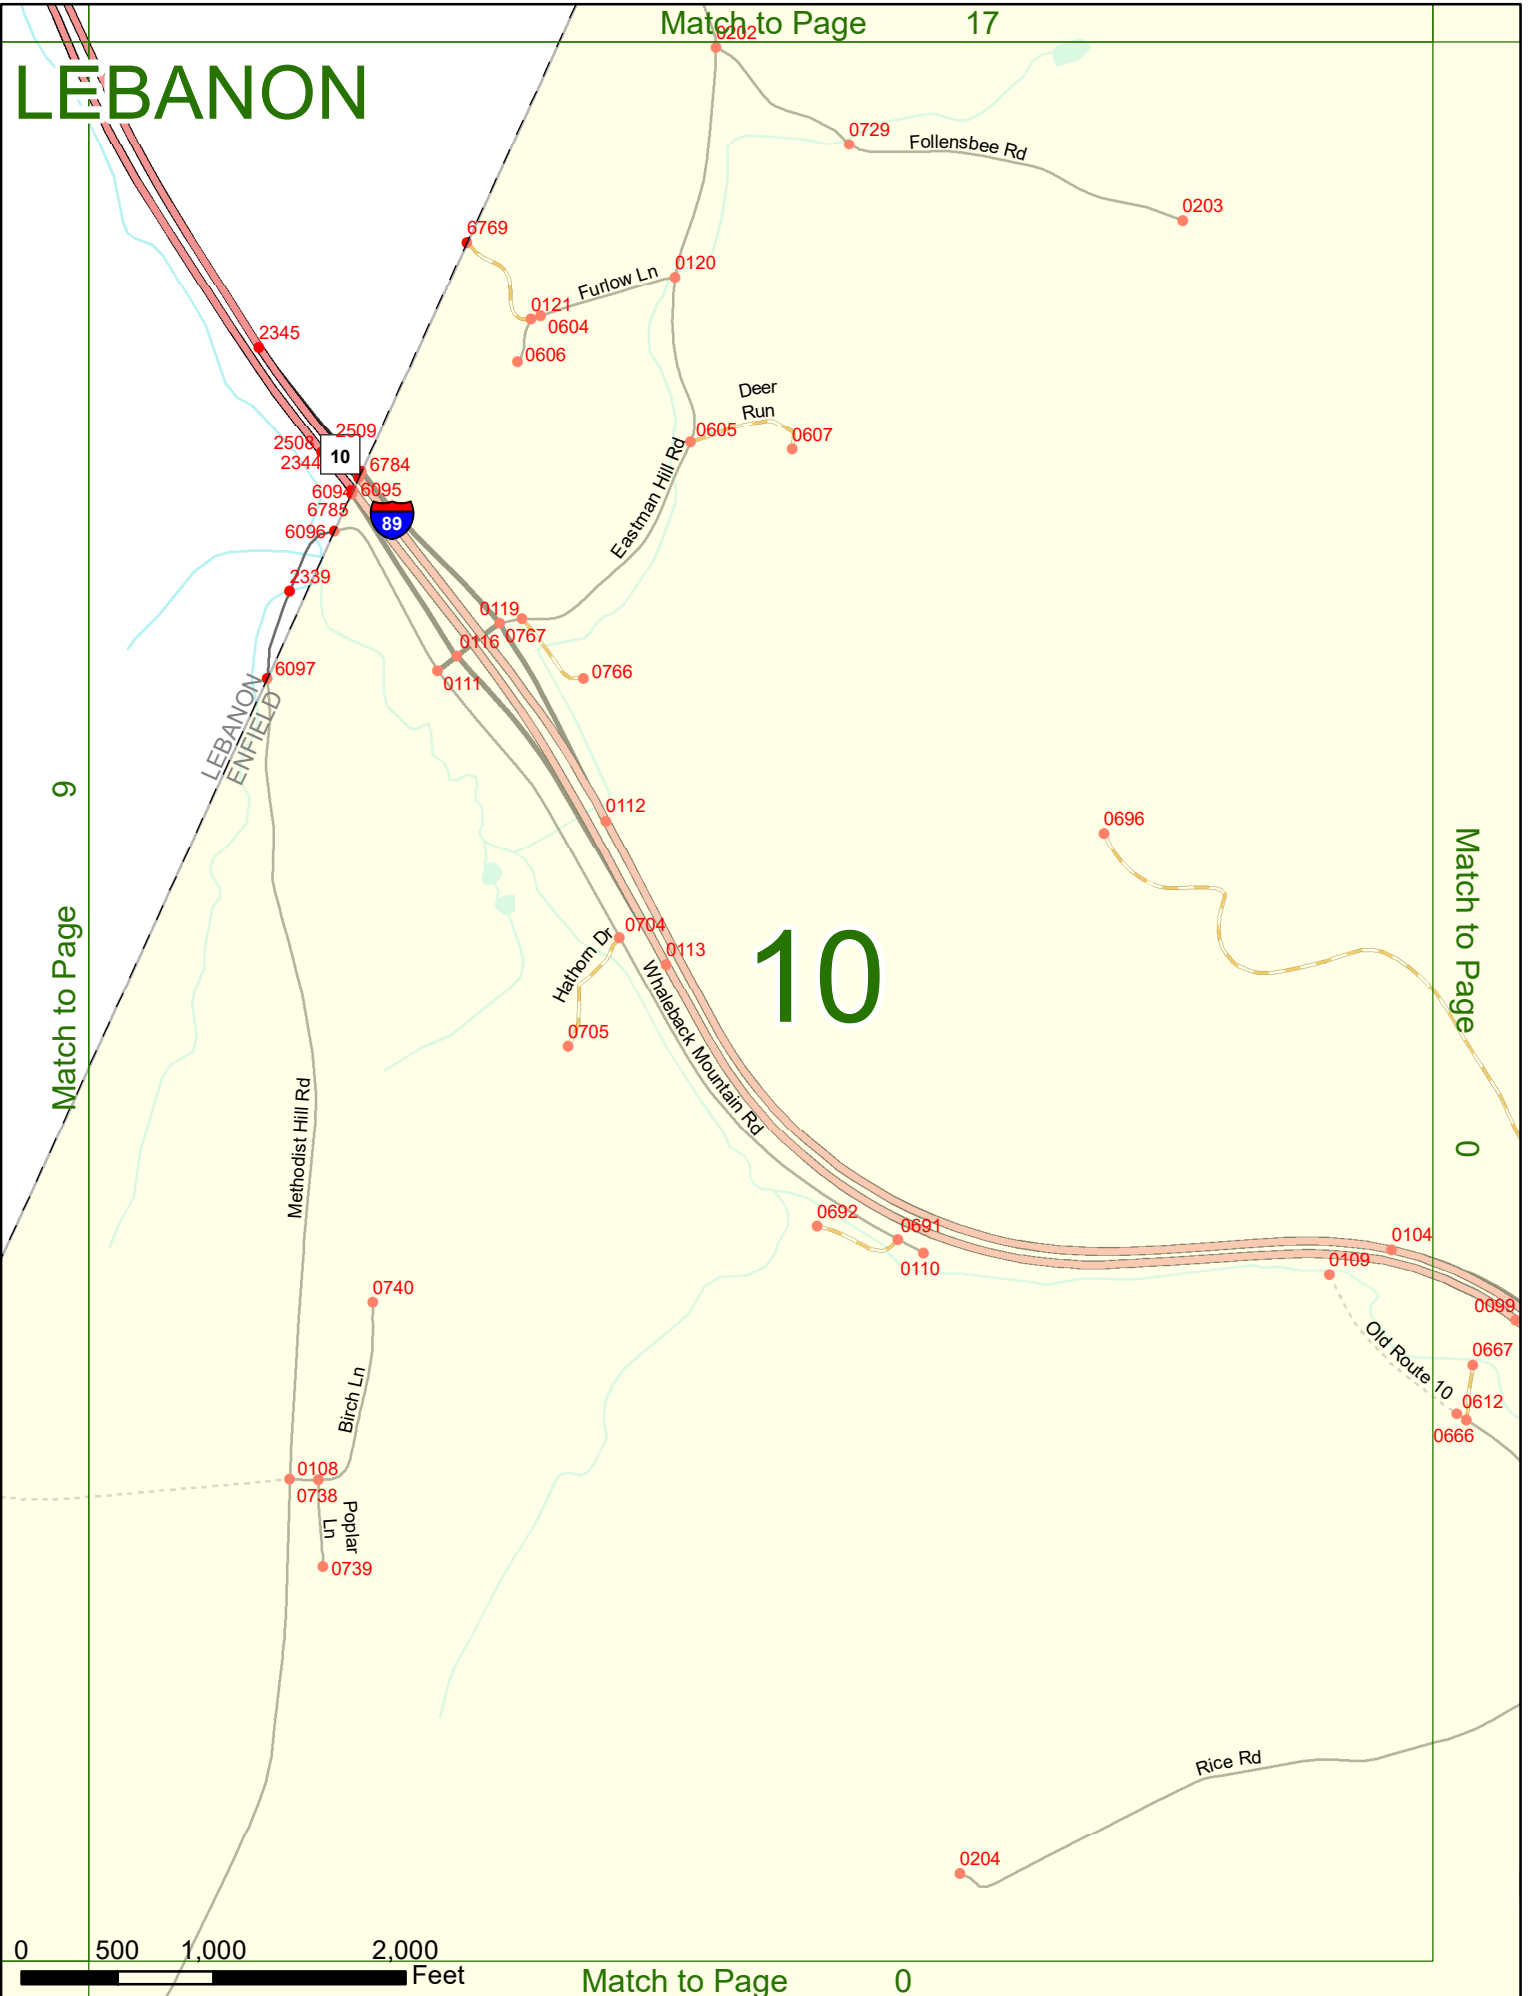 Match to Page 17
0202
LEBANON
0729
Follensbee Rd
0203
6769
0120
Furlow Ln
0121
0604
2345
0606
Deer
Run
0605
0607
2509
2508
10
2344
6784
6094
6095
6785
89
6096
Eastman Hill Rd
2339
0119
0767
0116
0766
0111
6097
LEBANON
ENFIELD
9
Match to Page
0112
0696
Match to Page
0
0704
0113
Hathorn Dr
10
Whaleback Mountain Rd
0705
Methodist Hill Rd
0692
0691
0110
0104
0109
0740
0099
Old Route 10
0667
Birch Ln
0612
0666
0108
0738
Poplar
Ln
0739
Rice Rd
0204
0 500 1,000 2,000
Feet
Match to Page 0